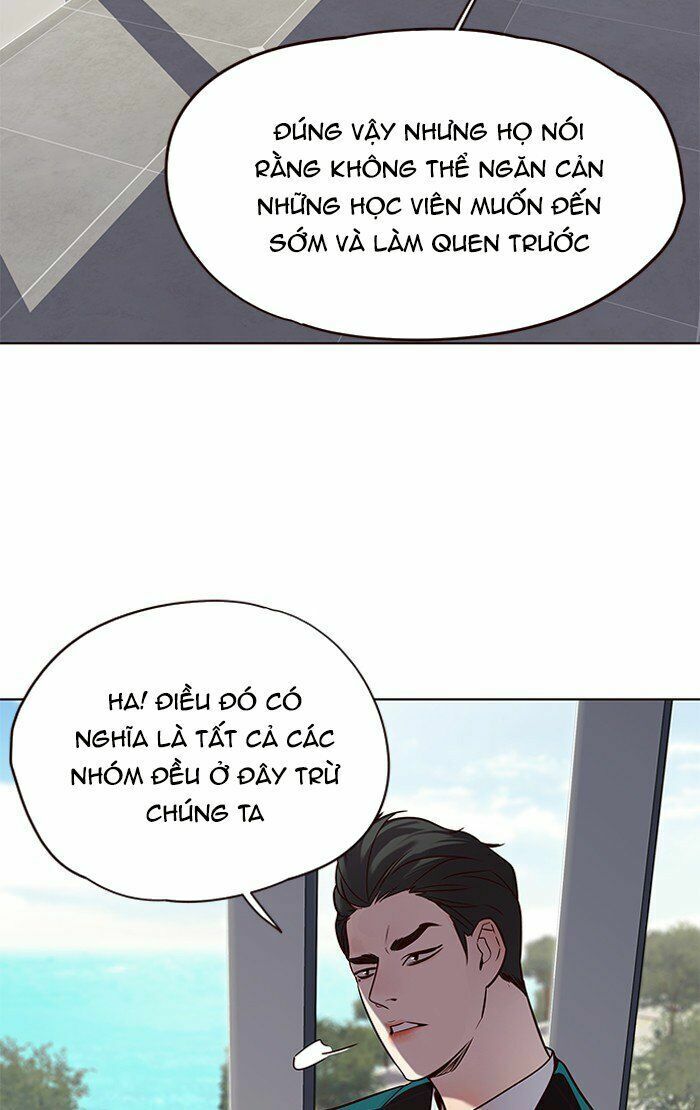 ĐÚNG VẬY NHƯNG HỌ NÓI
RẰNG KHÔNG THỂ NGĂN CẢN
NHỮNG HỌC VIÊN MUỐN ĐẾN
SỚM VÀ LÀM QUEN TRƯỚC
HA! ĐIỀU ĐÓ CÓ
NGHĨA LÀ TẤT CẢ CÁC
NHÓM ĐỀU Ở ĐÂY TRỪ
CHÚNG TA